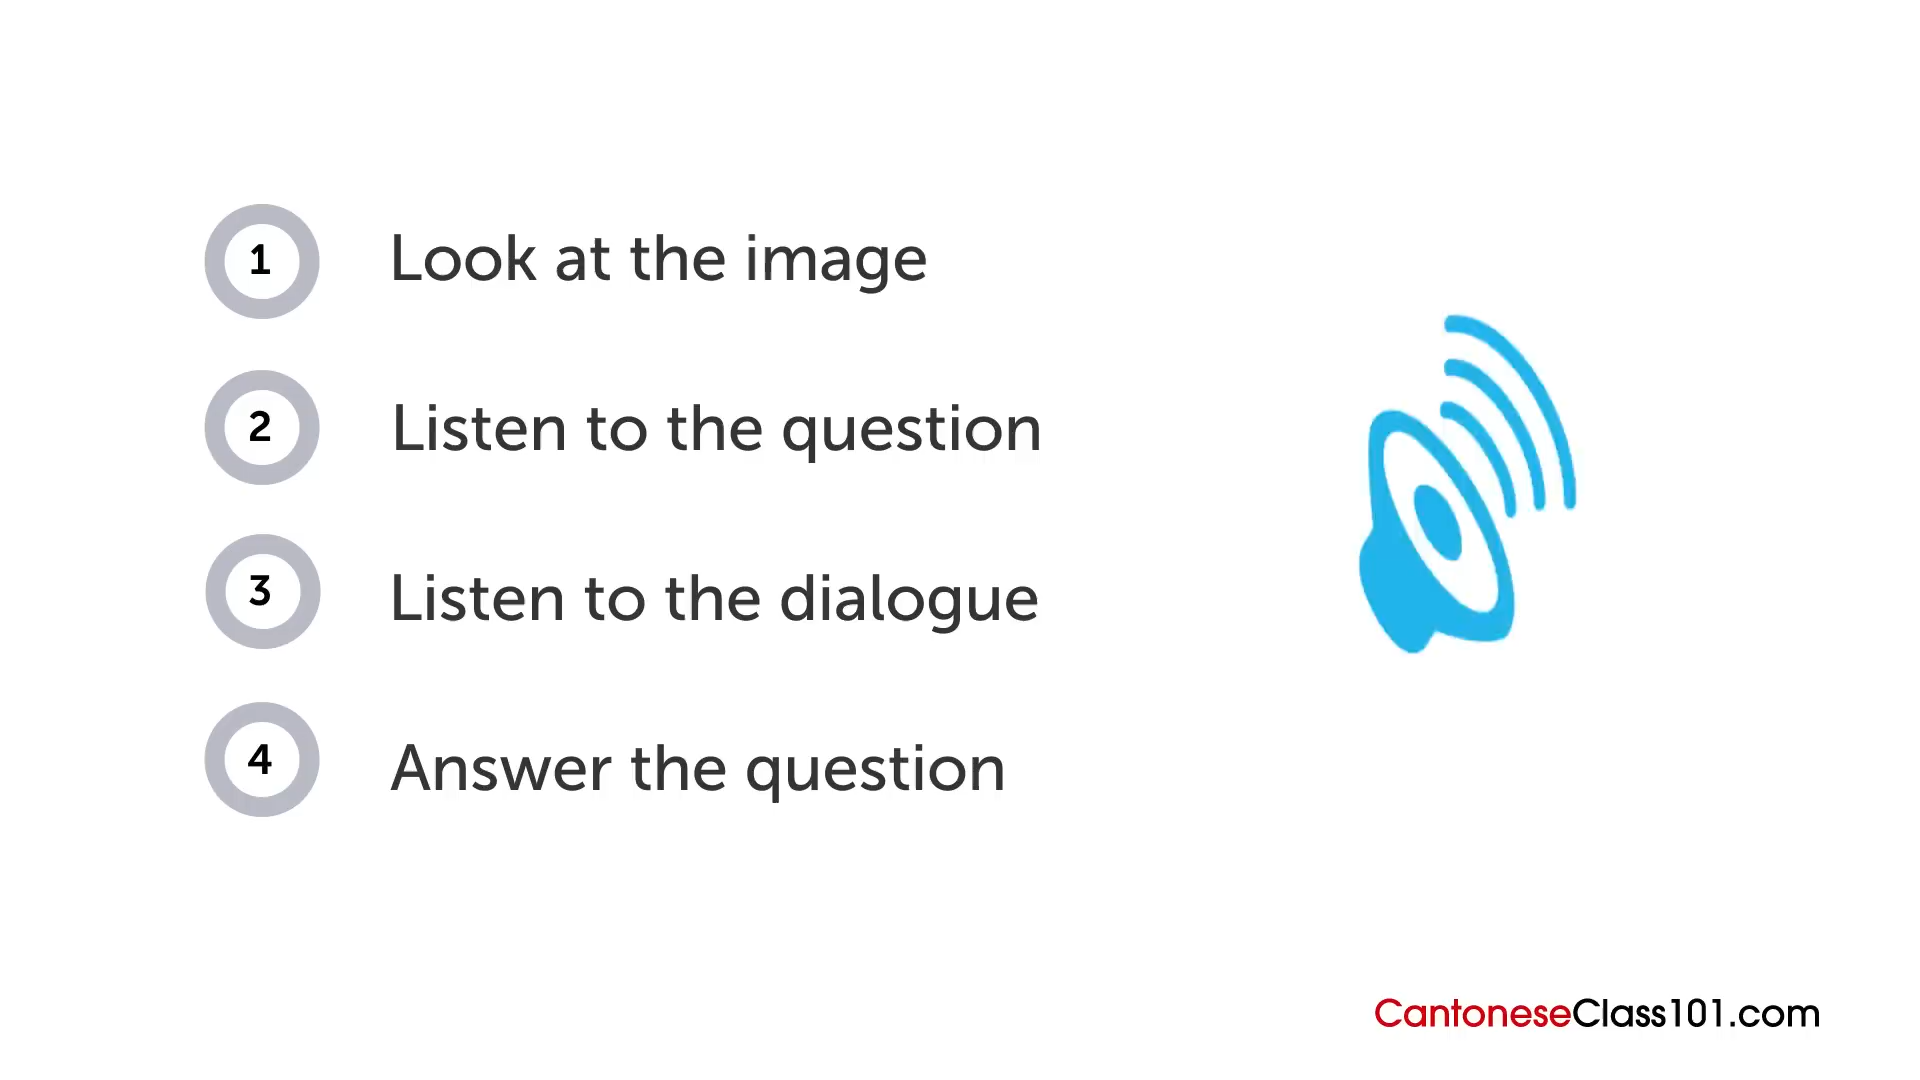 1 Look at the image
2 Listen to the question
3 Listen to the dialogue
4 Answer the question
CantoneseClass101.com